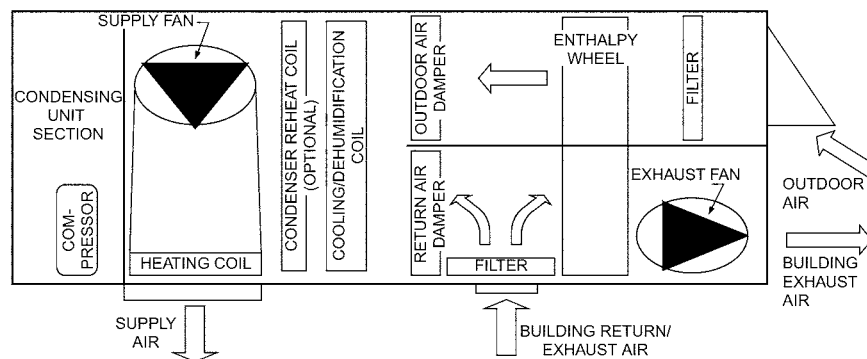 SUPPLY FAN
CONDENSING
UNIT
SECTION
COM-
PRESSOR
HEATING COIL
CONDENSER REHEAT COIL
(OPTIONAL)
COOLING/DEHUMIDIFICATION
COIL
OUTDOOR AIR
DAMPER
RETURN AIR
DAMPER
ENTHALPY
WHEEL
FILTER
EXHAUST FAN
FILTER
OUTDOOR
AIR
BUILDING
EXHAUST
AIR
SUPPLY
AIR
BUILDING RETURN/
EXHAUST AIR